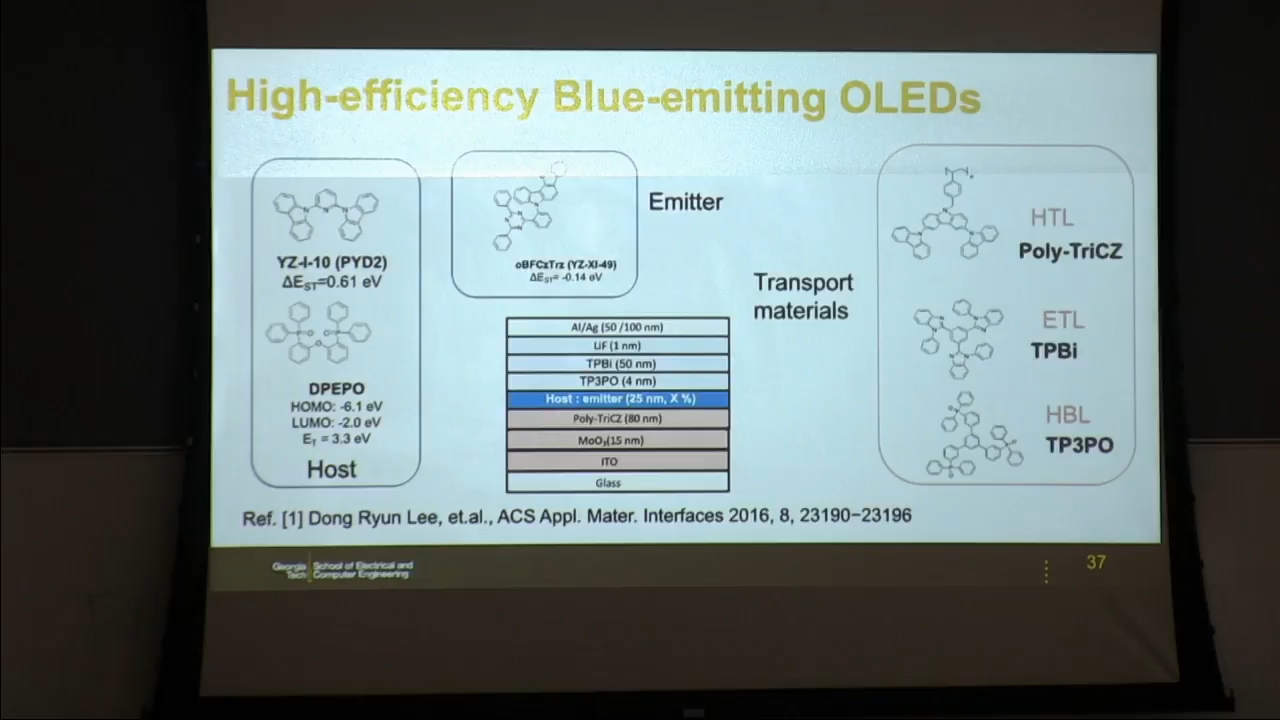 High-efficiency Blue-emitting OLEDs
YZ-I-10 (PYD2)
ΔEST=0.61 eV
DPEPO
HOMO: -6.1 eV
LUMO: -2.0 eV
ET = 3.3 eV
Host
oBFCzTrz (YZ-XI-49)
ΔEST= -0.14 eV
Emitter
Transport
materials
Al/Ag (50 /100 nm)
LiF (1 nm)
TPBi (50 nm)
TP3PO (4 nm)
Host : emitter (25 nm, X %)
Poly-TriCZ (80 nm)
MoO3(15 nm)
ITO
Glass
HTL
Poly-TriCZ
ETL
TPBi
HBL
TP3PO
Ref. [1] Dong Ryun Lee, et.al., ACS Appl. Mater. Interfaces 2016, 8, 23190−23196
Georgia Tech
School of Electrical and
Computer Engineering
37